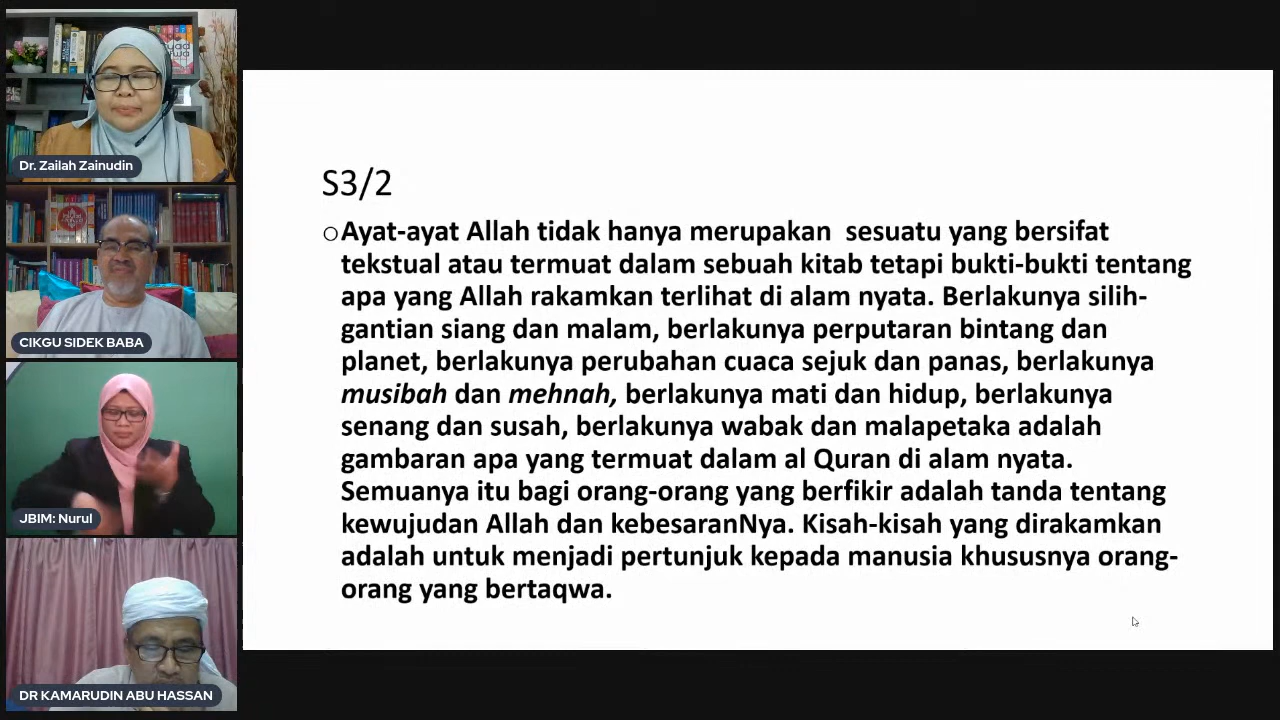 Dr. Zailah Zainudin
CIKGU SIDEK BABA
JBIM: Nurul
DR KAMARUDIN ABU HASSAN
S3/2
○Ayat-ayat Allah tidak hanya merupakan  sesuatu yang bersifat
tekstual atau termuat dalam sebuah kitab tetapi bukti-bukti tentang
apa yang Allah rakamkan terlihat di alam nyata. Berlakunya silih-
gantian siang dan malam, berlakunya perputaran bintang dan
planet, berlakunya perubahan cuaca sejuk dan panas, berlakunya
musibah dan mehnah, berlakunya mati dan hidup, berlakunya
senang dan susah, berlakunya wabak dan malapetaka adalah
gambaran apa yang termuat dalam al Quran di alam nyata.
Semuanya itu bagi orang-orang yang berfikir adalah tanda tentang
kewujudan Allah dan kebesaranNya. Kisah-kisah yang dirakamkan
adalah untuk menjadi pertunjuk kepada manusia khususnya orang-
orang yang bertaqwa.